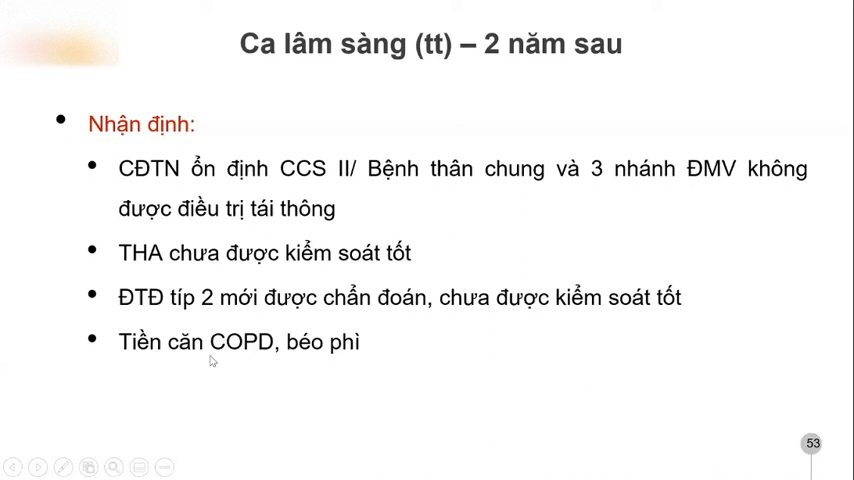 Ca lâm sàng (tt) – 2 năm sau
Nhận định:
CĐTN ổn định CCS II/ Bệnh thân chung và 3 nhánh ĐMV không
được điều trị tái thông
THA chưa được kiểm soát tốt
ĐTĐ típ 2 mới được chẩn đoán, chưa được kiểm soát tốt
Tiền căn COPD, béo phì
53